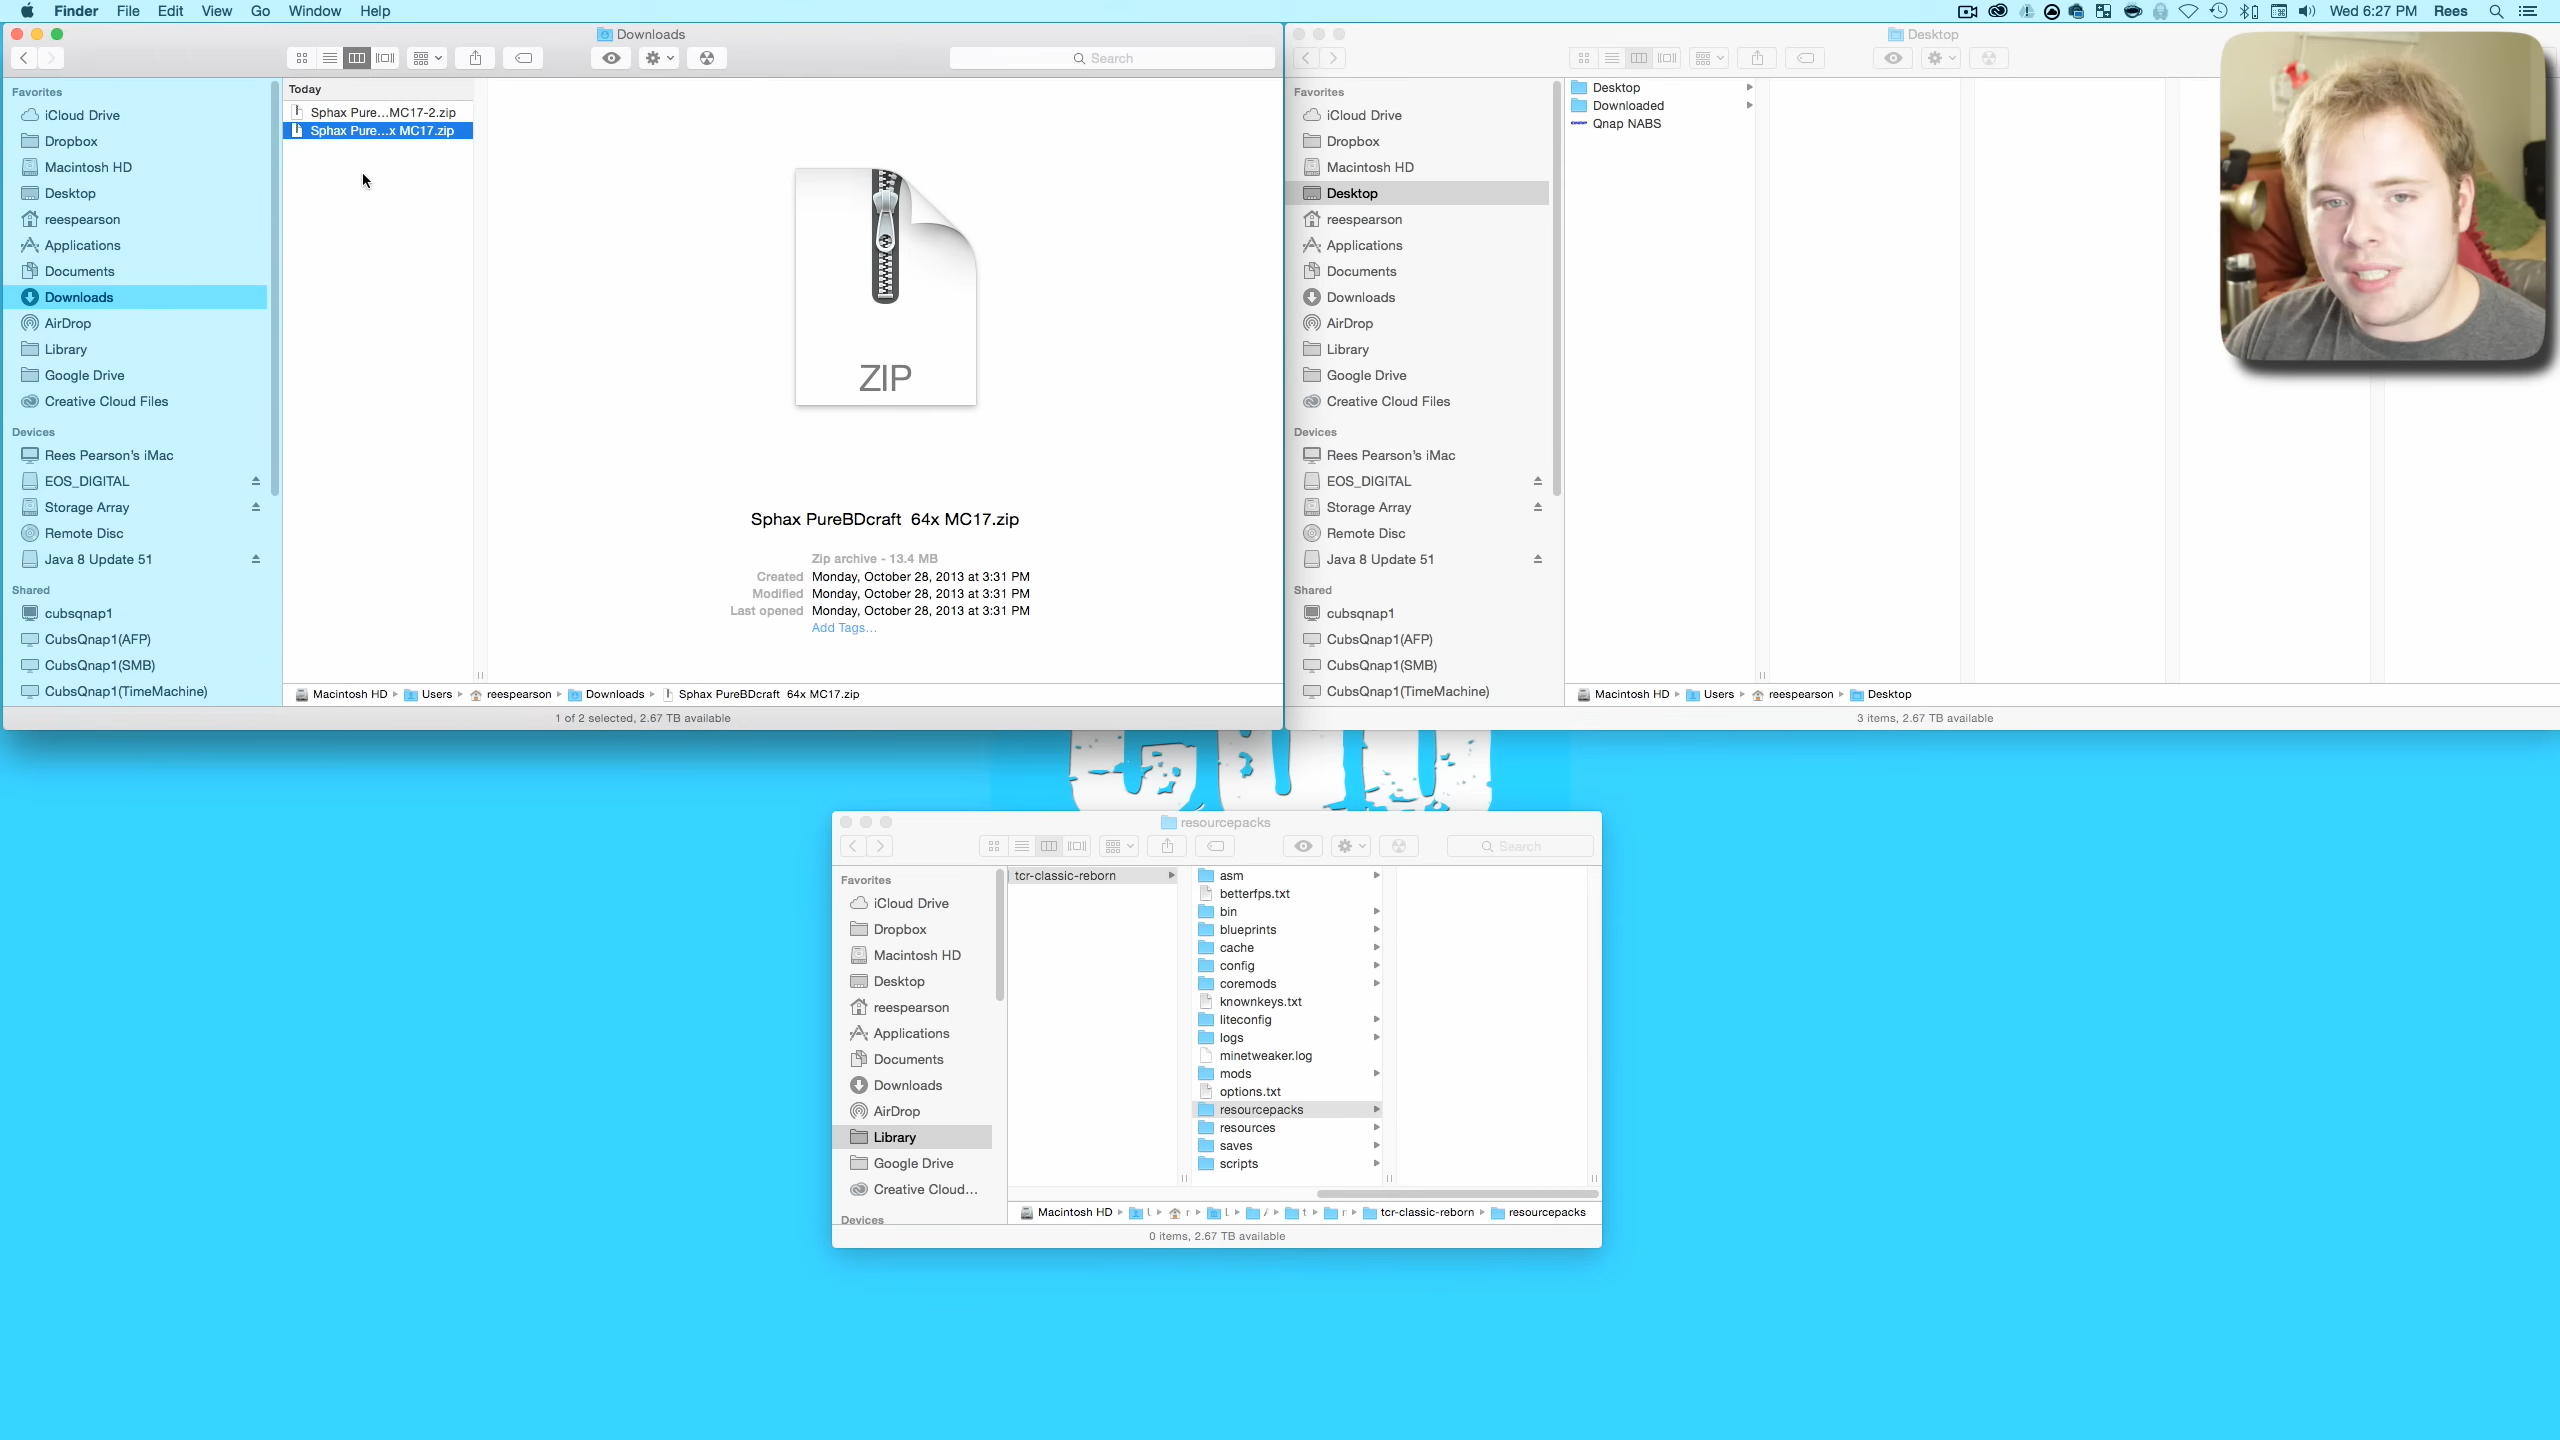 Finder File Edit View Go Window Help
Wed 6:27 PM Rees
Downloads
Search
Favorites
iCloud Drive
Dropbox
Macintosh HD
Desktop
reespearson
Applications
Documents
Downloads
AirDrop
Library
Google Drive
Creative Cloud Files
Devices
Rees Pearson's iMac
EOS_DIGITAL
Storage Array
Remote Disc
Java 8 Update 51
Shared
cubsqnap1
CubsQnap1(AFP)
CubsQnap1(SMB)
CubsQnap1(TimeMachine)
Today
Sphax Pure...MC17-2.zip
Sphax Pure...x MC17.zip
ZIP
Sphax PureBDcraft 64x MC17.zip
Zip archive - 13.4 MB
Created Monday, October 28, 2013 at 3:31 PM
Modified Monday, October 28, 2013 at 3:31 PM
Last opened Monday, October 28, 2013 at 3:31 PM
Add Tags...
Macintosh HD Users reespearson Downloads Sphax PureBDcraft 64x MC17.zip
1 of 2 selected, 2.67 TB available
Desktop
Favorites
iCloud Drive
Dropbox
Macintosh HD
Desktop
reespearson
Applications
Documents
Downloads
AirDrop
Library
Google Drive
Creative Cloud Files
Devices
Rees Pearson's iMac
EOS_DIGITAL
Storage Array
Remote Disc
Java 8 Update 51
Shared
cubsqnap1
CubsQnap1(AFP)
CubsQnap1(SMB)
CubsQnap1(TimeMachine)
Desktop
Downloaded
Qnap NABS
Macintosh HD Users reespearson Desktop
3 items, 2.67 TB available
resourcepacks
Search
Favorites
iCloud Drive
Dropbox
Macintosh HD
Desktop
reespearson
Applications
Documents
Downloads
AirDrop
Library
Google Drive
Creative Cloud...
Devices
tcr-classic-reborn
asm
betterfps.txt
bin
blueprints
cache
config
coremods
knownkeys.txt
liteconfig
logs
minetweaker.log
mods
options.txt
resourcepacks
resources
saves
scripts
Macintosh HD tcr-classic-reborn resourcepacks
0 items, 2.67 TB available